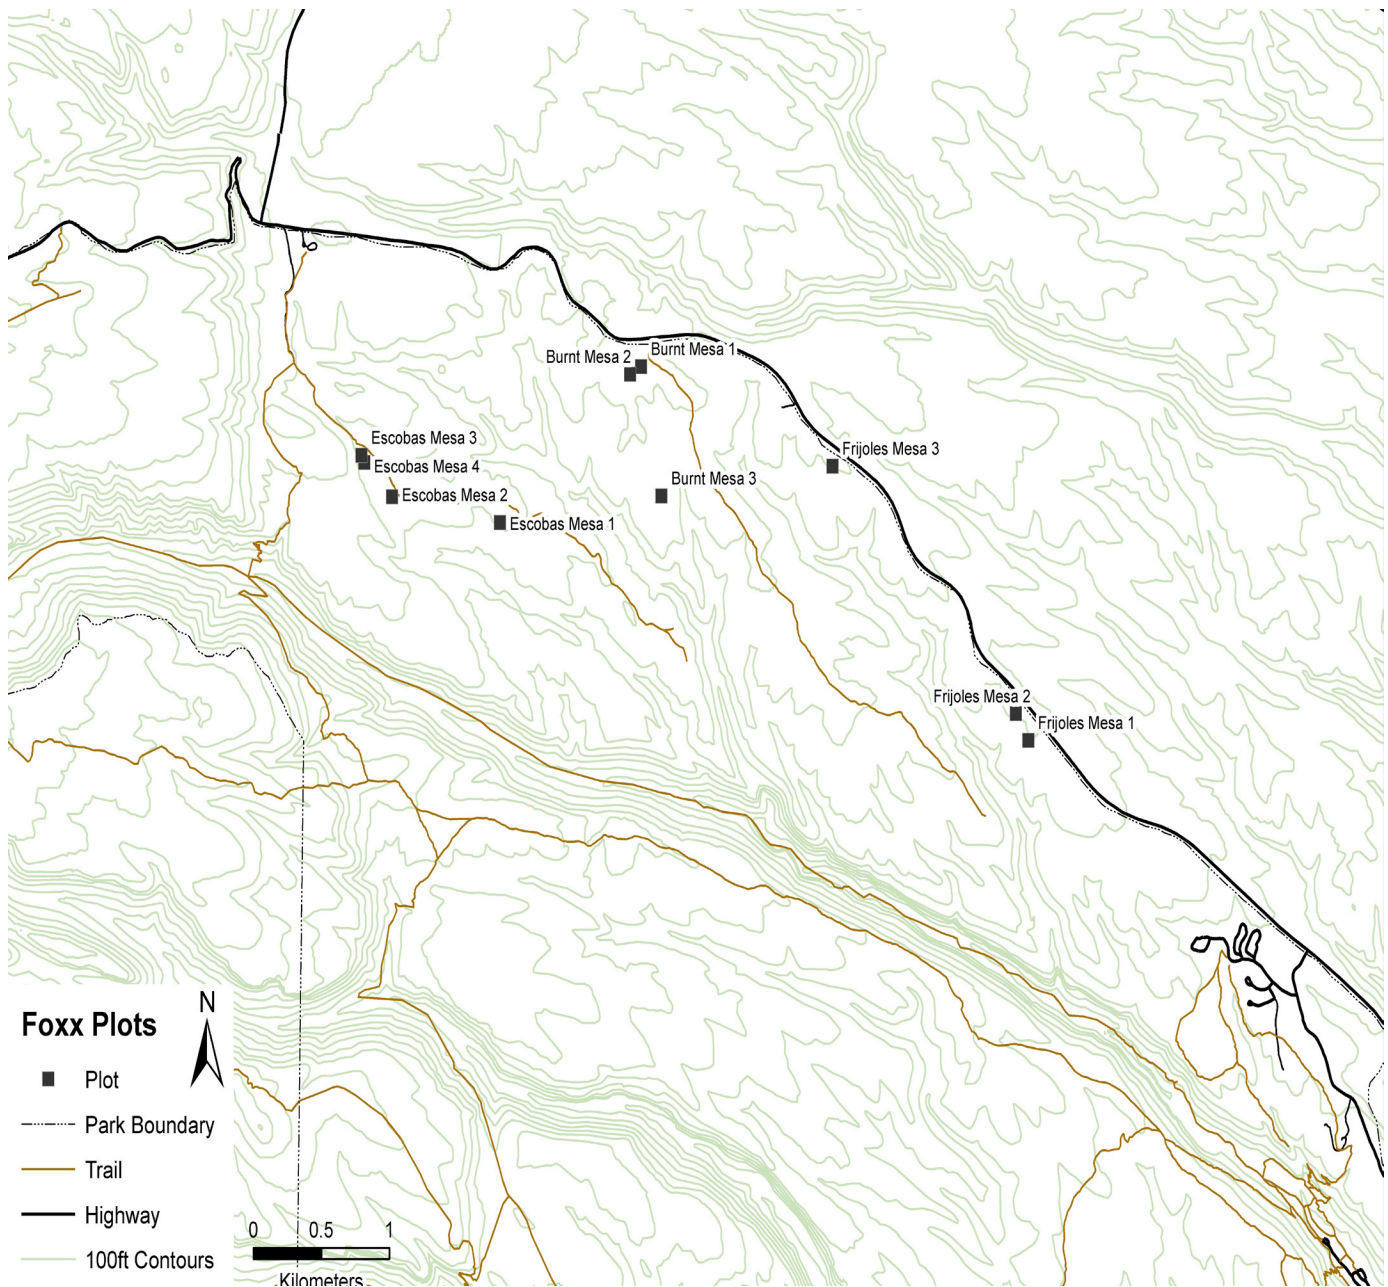 Burnt Mesa 1
Burnt Mesa 2
Escobas Mesa 3
Frijoles Mesa 3
Escobas Mesa 4
Burnt Mesa 3
Escobas Mesa 2
Escobas Mesa 1
Frijoles Mesa 2
Frijoles Mesa 1
N
Foxx Plots
Plot
Park Boundary
Trail
Highway
100ft Contours
0 0.5 1
Kilometers